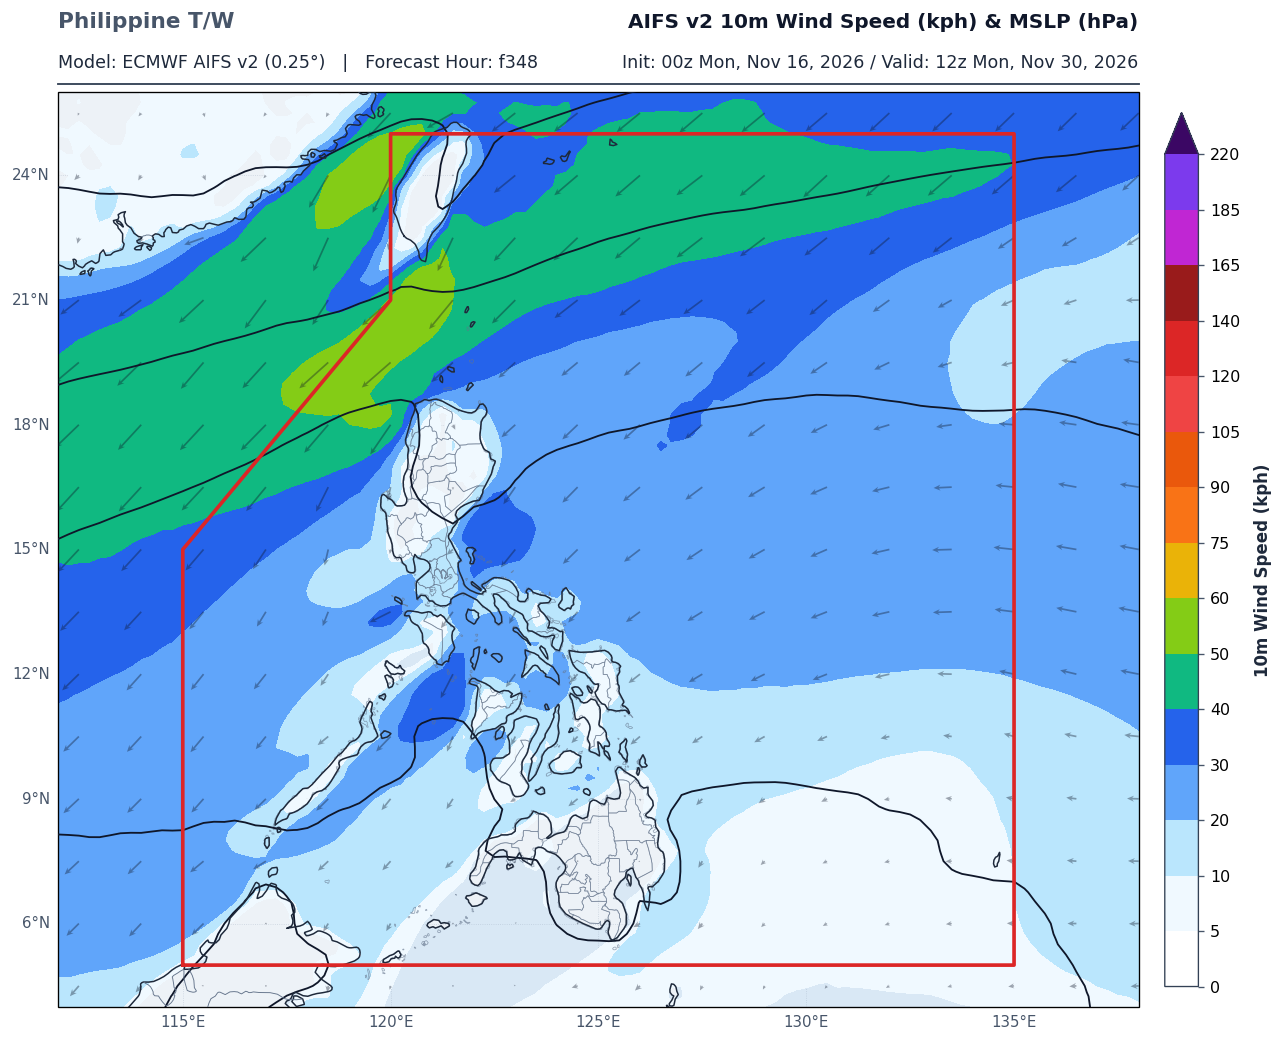 Philippine T/W
AIFS v2 10m Wind Speed (kph) & MSLP (hPa)
Model: ECMWF AIFS v2 (0.25°) | Forecast Hour: f348
Init: 00z Mon, Nov 16, 2026 / Valid: 12z Mon, Nov 30, 2026
24°N
21°N
18°N
15°N
12°N
9°N
6°N
115°E
120°E
125°E
130°E
135°E
220
185
165
140
120
105
90
75
60
50
40
30
20
10
5
0
10m Wind Speed (kph)